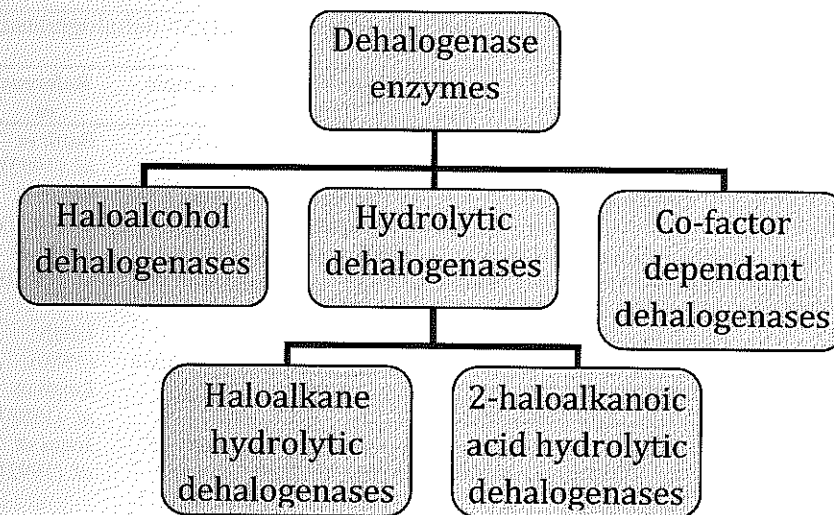 Dehalogenase
enzymes
Haloalcohol
dehalogenases
Hydrolytic
dehalogenases
Co-factor
dependant
dehalogenases
Haloalkane
hydrolytic
dehalogenases
2-haloalkanoic
acid hydrolytic
dehalogenases